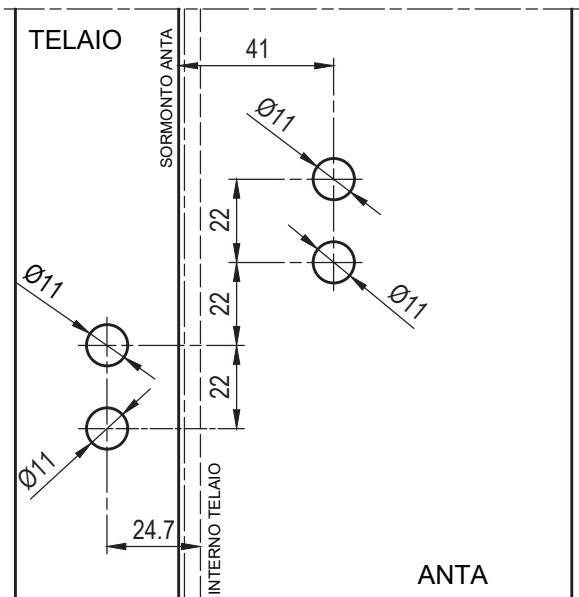 TELAIO
SORMONTO ANTA
41
Ø11
22
Ø11
22
Ø11
22
Ø11
24.7
INTERNO TELAIO
ANTA